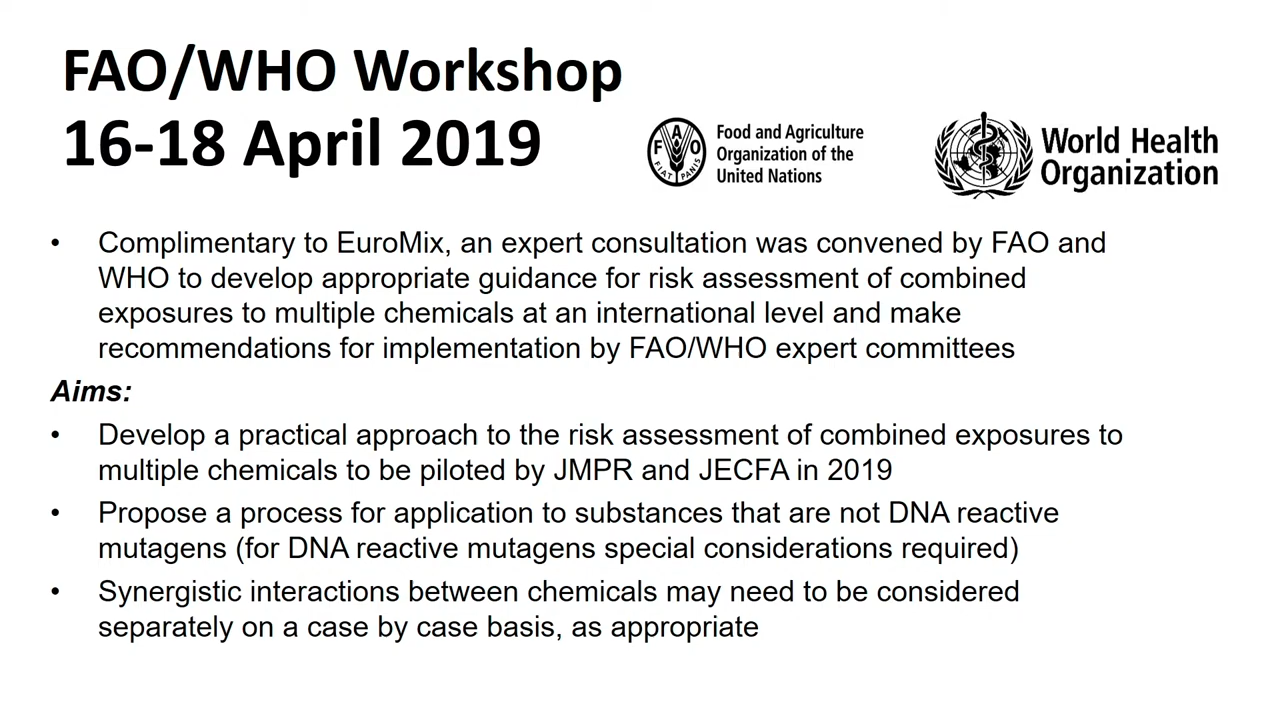 FAO/WHO Workshop
16-18 April 2019
F A O
FIAT PANIS
Food and Agriculture
Organization of the
United Nations
World Health
Organization
• Complimentary to EuroMix, an expert consultation was convened by FAO and
WHO to develop appropriate guidance for risk assessment of combined
exposures to multiple chemicals at an international level and make
recommendations for implementation by FAO/WHO expert committees
Aims:
• Develop a practical approach to the risk assessment of combined exposures to
multiple chemicals to be piloted by JMPR and JECFA in 2019
• Propose a process for application to substances that are not DNA reactive
mutagens (for DNA reactive mutagens special considerations required)
• Synergistic interactions between chemicals may need to be considered
separately on a case by case basis, as appropriate